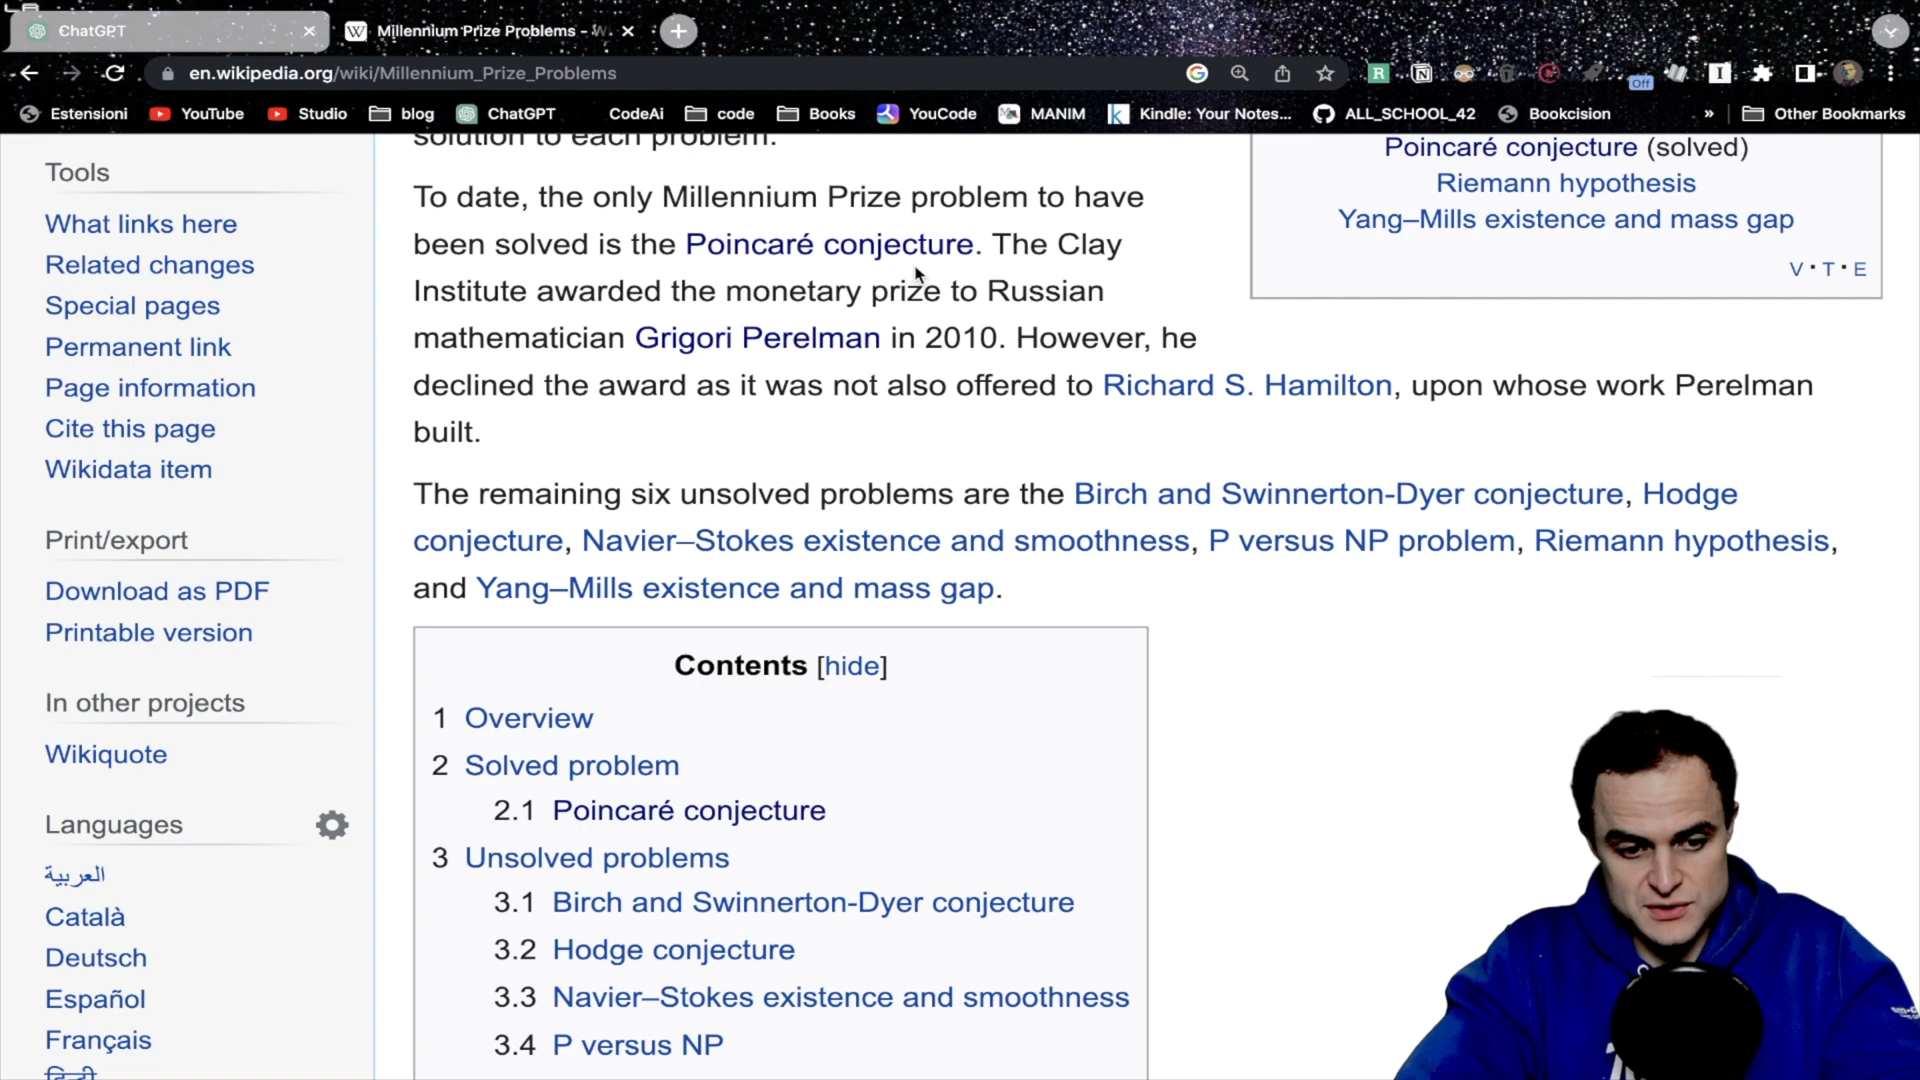 ChatGPT
Millennium Prize Problems - W
en.wikipedia.org/wiki/Millennium_Prize_Problems
Off
Estensioni YouTube Studio blog ChatGPT CodeAi code Books YouCode MANIM Kindle: Your Notes... ALL_SCHOOL_42 Bookcision » Other Bookmarks
Tools
What links here
Related changes
Special pages
Permanent link
Page information
Cite this page
Wikidata item
Print/export
Download as PDF
Printable version
In other projects
Wikiquote
Languages
العربية
Català
Deutsch
Español
Français
हिन्दी
solution to each problem.
To date, the only Millennium Prize problem to have
been solved is the Poincaré conjecture. The Clay
Institute awarded the monetary prize to Russian
mathematician Grigori Perelman in 2010. However, he
declined the award as it was not also offered to Richard S. Hamilton, upon whose work Perelman
built.
The remaining six unsolved problems are the Birch and Swinnerton-Dyer conjecture, Hodge
conjecture, Navier–Stokes existence and smoothness, P versus NP problem, Riemann hypothesis,
and Yang–Mills existence and mass gap.
Poincaré conjecture (solved)
Riemann hypothesis
Yang–Mills existence and mass gap
V · T · E
Contents [hide]
1 Overview
2 Solved problem
2.1 Poincaré conjecture
3 Unsolved problems
3.1 Birch and Swinnerton-Dyer conjecture
3.2 Hodge conjecture
3.3 Navier–Stokes existence and smoothness
3.4 P versus NP